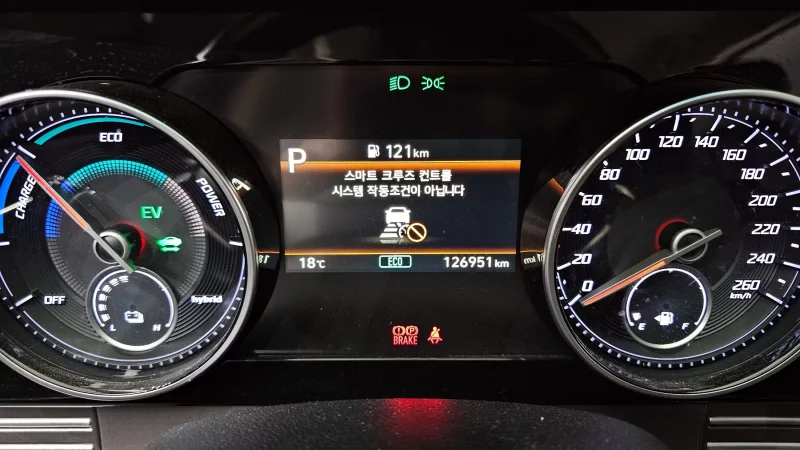 P
121km
스마트 크루즈 컨트롤
시스템 작동조건이 아닙니다
18℃
ECO
126951km
BRAKE
ECO
CHARGE
POWER
EV
OFF
hybrid
L H
0
20
40
60
80
100
120
140
160
180
200
220
240
260
km/h
E F